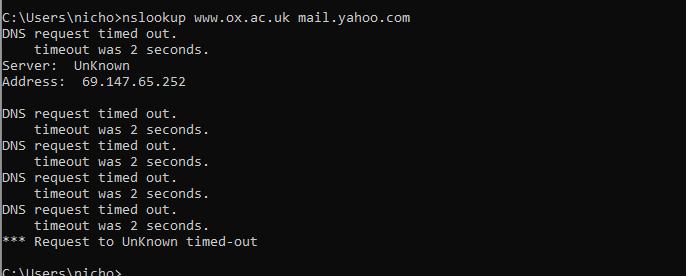 C:\Users\nicho>nslookup www.ox.ac.uk mail.yahoo.com
DNS request timed out.
    timeout was 2 seconds.
Server:  UnKnown
Address:  69.147.65.252

DNS request timed out.
    timeout was 2 seconds.
DNS request timed out.
    timeout was 2 seconds.
DNS request timed out.
    timeout was 2 seconds.
DNS request timed out.
    timeout was 2 seconds.
*** Request to UnKnown timed-out

C:\Users\nicho>